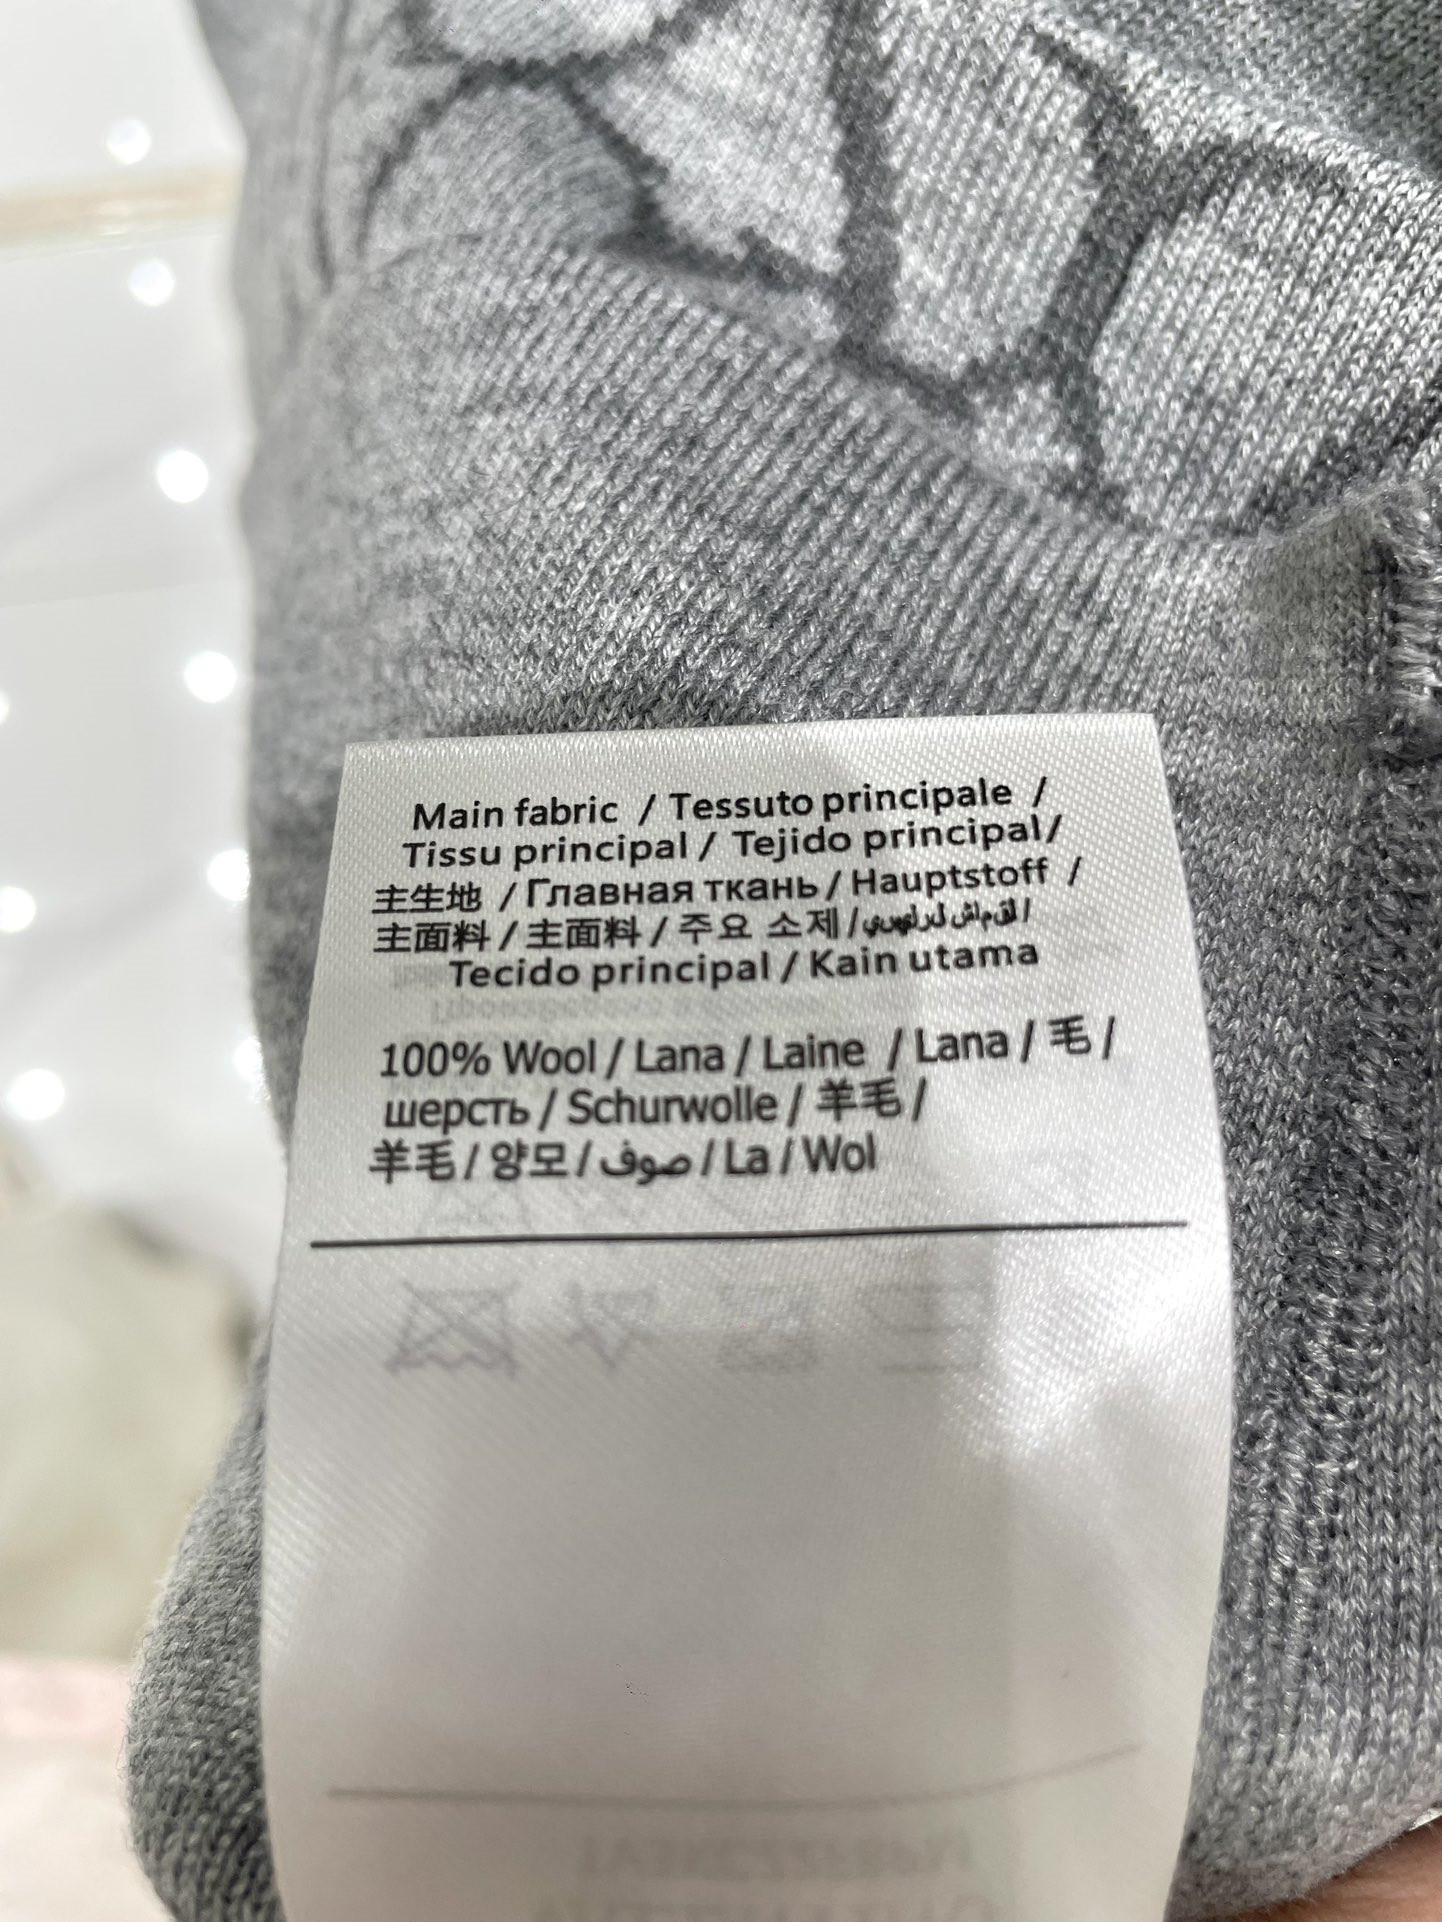 Main fabric / Tessuto principale /
Tissu principal / Tejido principal/
主生地 / Главная ткань / Hauptstoff /
主面料 / 主面料 / 주요 소제 /
Tecido principal / Kain utama
100% Wool / Lana / Laine / Lana / 毛 /
шерсть / Schurwolle / 羊毛 /
羊毛 / 양모 / صوف / La / Wol